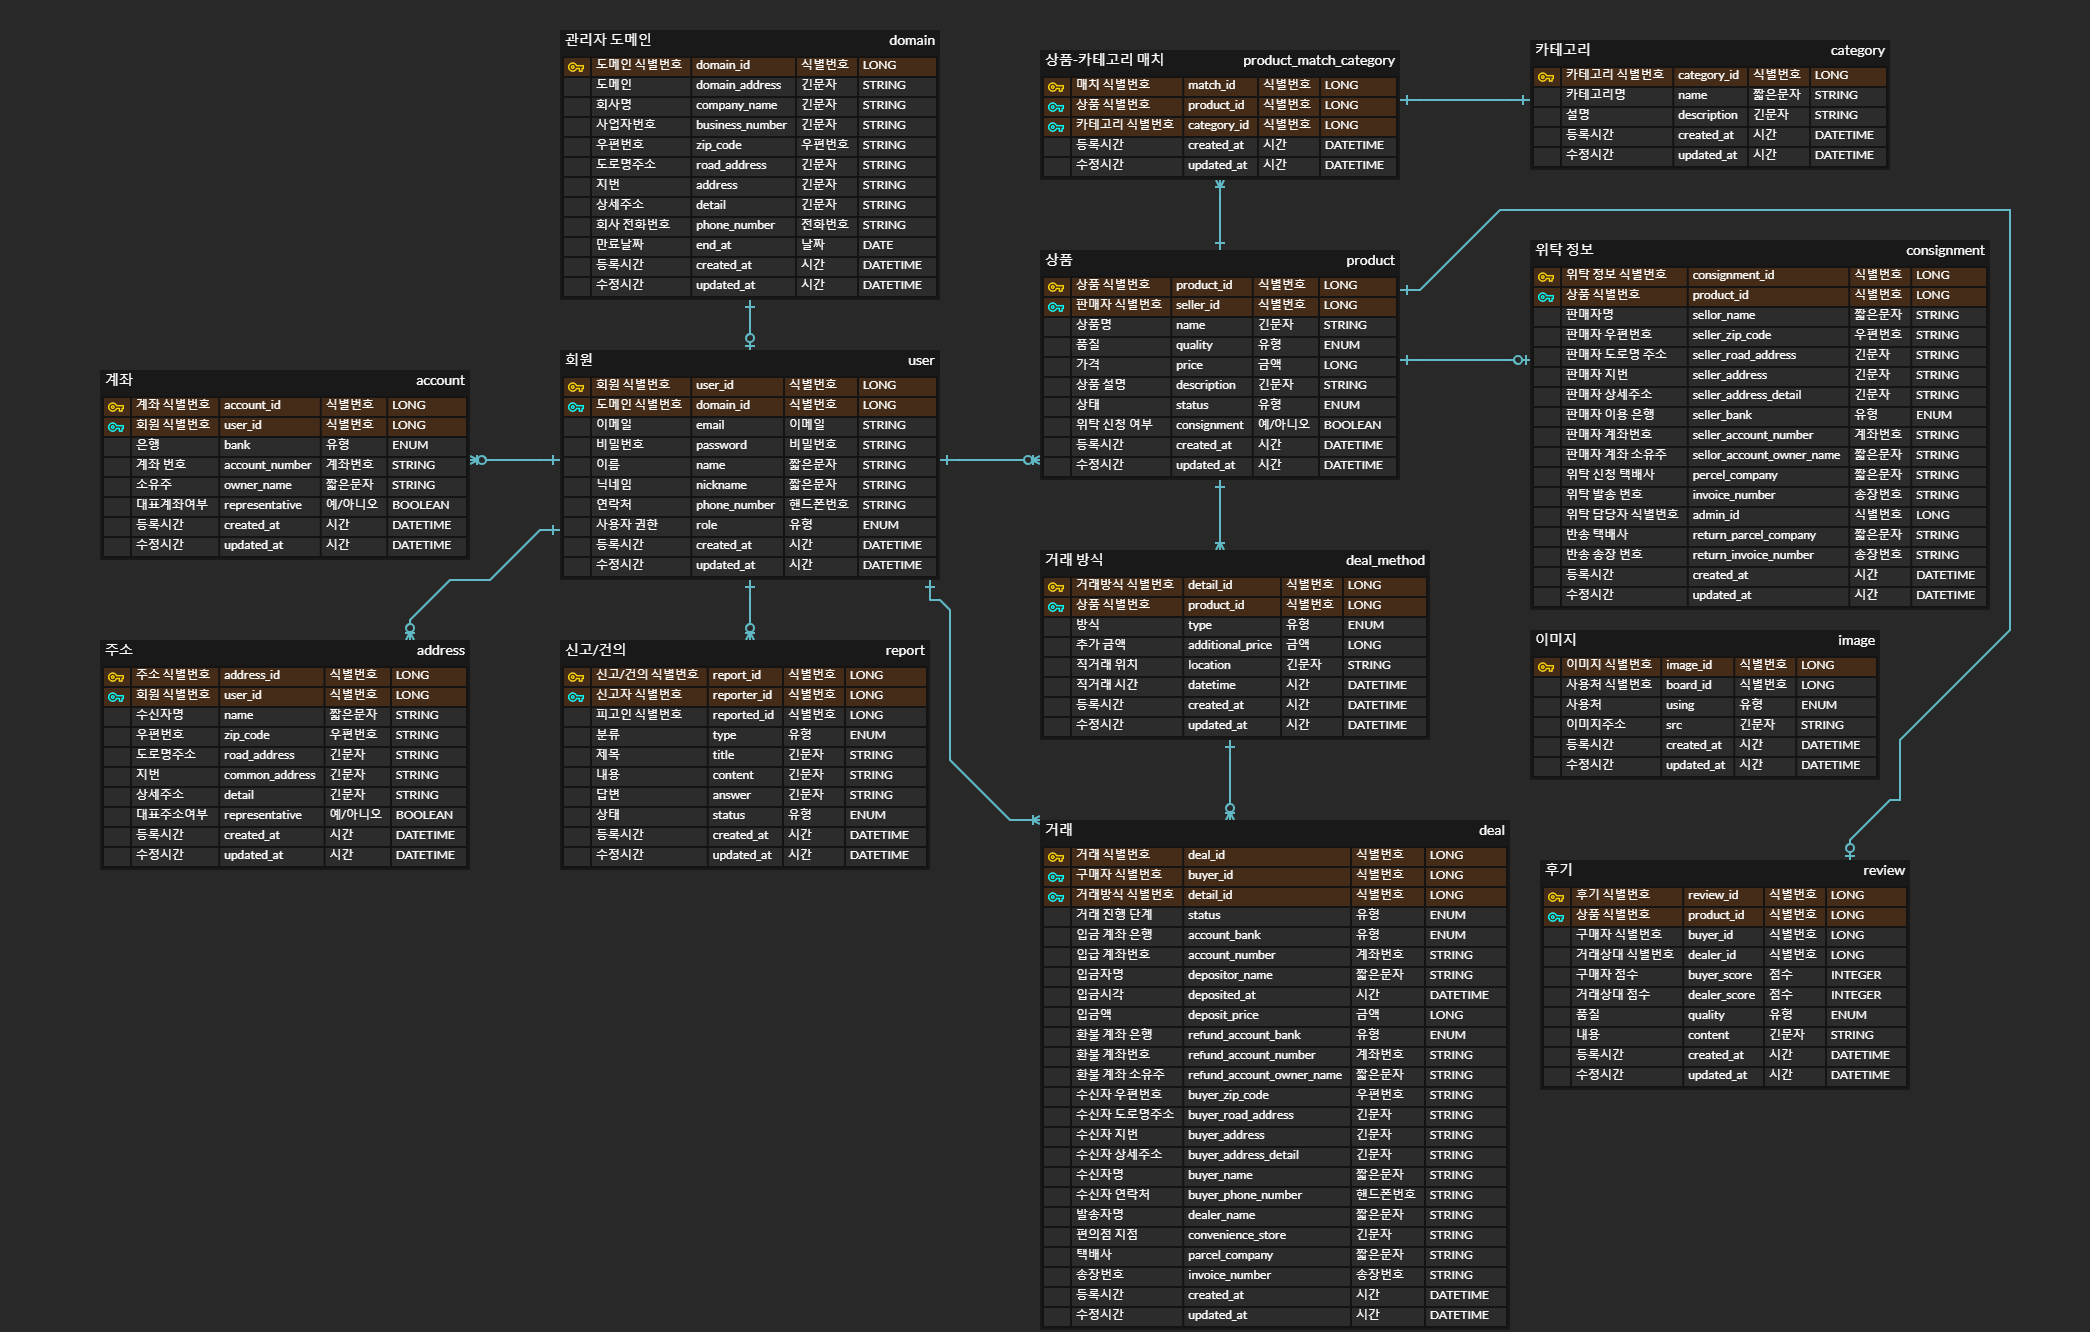 관리자 도메인 domain
도메인 식별번호 domain_id 식별번호 LONG
도메인 domain_address 긴문자 STRING
회사명 company_name 긴문자 STRING
사업자번호 business_number 긴문자 STRING
우편번호 zip_code 우편번호 STRING
도로명주소 road_address 긴문자 STRING
지번 address 긴문자 STRING
상세주소 detail 긴문자 STRING
회사 전화번호 phone_number 전화번호 STRING
만료날짜 end_at 날짜 DATE
등록시간 created_at 시간 DATETIME
수정시간 updated_at 시간 DATETIME
상품-카테고리 매치 product_match_category
매치 식별번호 match_id 식별번호 LONG
상품 식별번호 product_id 식별번호 LONG
카테고리 식별번호 category_id 식별번호 LONG
등록시간 created_at 시간 DATETIME
수정시간 updated_at 시간 DATETIME
카테고리 category
카테고리 식별번호 category_id 식별번호 LONG
카테고리명 name 짧은문자 STRING
설명 description 긴문자 STRING
등록시간 created_at 시간 DATETIME
수정시간 updated_at 시간 DATETIME
상품 product
상품 식별번호 product_id 식별번호 LONG
판매자 식별번호 seller_id 식별번호 LONG
상품명 name 긴문자 STRING
품질 quality 유형 ENUM
가격 price 금액 LONG
상품 설명 description 긴문자 STRING
상태 status 유형 ENUM
위탁 신청 여부 consignment 예/아니오 BOOLEAN
등록시간 created_at 시간 DATETIME
수정시간 updated_at 시간 DATETIME
위탁 정보 consignment
위탁 정보 식별번호 consignment_id 식별번호 LONG
상품 식별번호 product_id 식별번호 LONG
판매자명 sellor_name 짧은문자 STRING
판매자 우편번호 seller_zip_code 우편번호 STRING
판매자 도로명 주소 seller_road_address 긴문자 STRING
판매자 지번 seller_address 긴문자 STRING
판매자 상세주소 seller_address_detail 긴문자 STRING
판매자 이용 은행 seller_bank 유형 ENUM
판매자 계좌번호 seller_account_number 계좌번호 STRING
판매자 계좌 소유주 sellor_account_owner_name 짧은문자 STRING
위탁 신청 택배사 percel_company 짧은문자 STRING
위탁 발송 번호 invoice_number 송장번호 STRING
위탁 담당자 식별번호 admin_id 식별번호 LONG
반송 택배사 return_parcel_company 짧은문자 STRING
반송 송장 번호 return_invoice_number 송장번호 STRING
등록시간 created_at 시간 DATETIME
수정시간 updated_at 시간 DATETIME
회원 user
회원 식별번호 user_id 식별번호 LONG
도메인 식별번호 domain_id 식별번호 LONG
이메일 email 이메일 STRING
비밀번호 password 비밀번호 STRING
이름 name 짧은문자 STRING
닉네임 nickname 짧은문자 STRING
연락처 phone_number 핸드폰번호 STRING
사용자 권한 role 유형 ENUM
등록시간 created_at 시간 DATETIME
수정시간 updated_at 시간 DATETIME
계좌 account
계좌 식별번호 account_id 식별번호 LONG
회원 식별번호 user_id 식별번호 LONG
은행 bank 유형 ENUM
계좌 번호 account_number 계좌번호 STRING
소유주 owner_name 짧은문자 STRING
대표계좌여부 representative 예/아니오 BOOLEAN
등록시간 created_at 시간 DATETIME
수정시간 updated_at 시간 DATETIME
거래 방식 deal_method
거래방식 식별번호 detail_id 식별번호 LONG
상품 식별번호 product_id 식별번호 LONG
방식 type 유형 ENUM
추가 금액 additional_price 금액 LONG
직거래 위치 location 긴문자 STRING
직거래 시간 datetime 시간 DATETIME
등록시간 created_at 시간 DATETIME
수정시간 updated_at 시간 DATETIME
이미지 image
이미지 식별번호 image_id 식별번호 LONG
사용처 식별번호 board_id 식별번호 LONG
사용처 using 유형 ENUM
이미지주소 src 긴문자 STRING
등록시간 created_at 시간 DATETIME
수정시간 updated_at 시간 DATETIME
주소 address
주소 식별번호 address_id 식별번호 LONG
회원 식별번호 user_id 식별번호 LONG
수신자명 name 짧은문자 STRING
우편번호 zip_code 우편번호 STRING
도로명주소 road_address 긴문자 STRING
지번 common_address 긴문자 STRING
상세주소 detail 긴문자 STRING
대표주소여부 representative 예/아니오 BOOLEAN
등록시간 created_at 시간 DATETIME
수정시간 updated_at 시간 DATETIME
신고/건의 report
신고/건의 식별번호 report_id 식별번호 LONG
신고자 식별번호 reporter_id 식별번호 LONG
피고인 식별번호 reported_id 식별번호 LONG
분류 type 유형 ENUM
제목 title 긴문자 STRING
내용 content 긴문자 STRING
답변 answer 긴문자 STRING
상태 status 유형 ENUM
등록시간 created_at 시간 DATETIME
수정시간 updated_at 시간 DATETIME
거래 deal
거래 식별번호 deal_id 식별번호 LONG
구매자 식별번호 buyer_id 식별번호 LONG
거래방식 식별번호 detail_id 식별번호 LONG
거래 진행 단계 status 유형 ENUM
입금 계좌 은행 account_bank 유형 ENUM
입급 계좌번호 account_number 계좌번호 STRING
입금자명 depositor_name 짧은문자 STRING
입금시각 deposited_at 시간 DATETIME
입금액 deposit_price 금액 LONG
환불 계좌 은행 refund_account_bank 유형 ENUM
환불 계좌번호 refund_account_number 계좌번호 STRING
환불 계좌 소유주 refund_account_owner_name 짧은문자 STRING
수신자 우편번호 buyer_zip_code 우편번호 STRING
수신자 도로명주소 buyer_road_address 긴문자 STRING
수신자 지번 buyer_address 긴문자 STRING
수신자 상세주소 buyer_address_detail 긴문자 STRING
수신자명 buyer_name 짧은문자 STRING
수신자 연락처 buyer_phone_number 핸드폰번호 STRING
발송자명 dealer_name 짧은문자 STRING
편의점 지점 convenience_store 긴문자 STRING
택배사 parcel_company 짧은문자 STRING
송장번호 invoice_number 송장번호 STRING
등록시간 created_at 시간 DATETIME
수정시간 updated_at 시간 DATETIME
후기 review
후기 식별번호 review_id 식별번호 LONG
상품 식별번호 product_id 식별번호 LONG
구매자 식별번호 buyer_id 식별번호 LONG
거래상대 식별번호 dealer_id 식별번호 LONG
구매자 점수 buyer_score 점수 INTEGER
거래상대 점수 dealer_score 점수 INTEGER
품질 quality 유형 ENUM
내용 content 긴문자 STRING
등록시간 created_at 시간 DATETIME
수정시간 updated_at 시간 DATETIME